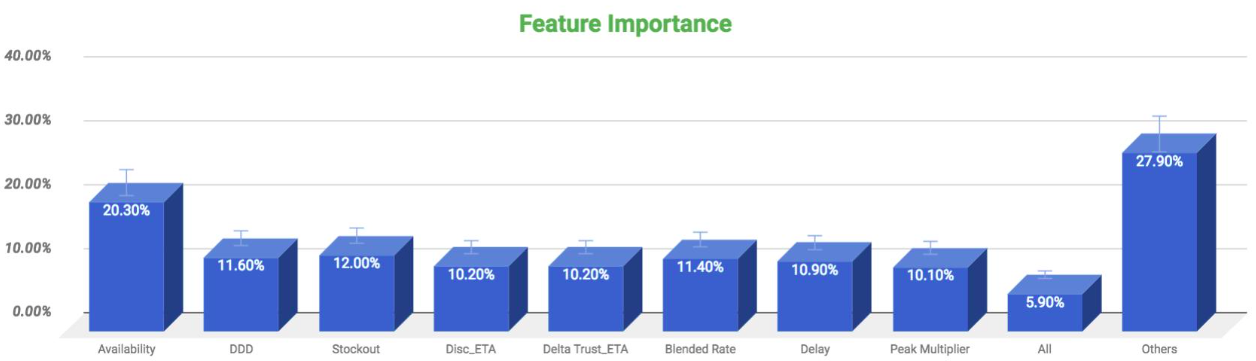 Feature Importance
40.00%
30.00%
20.00%
10.00%
0.00%
20.30%
11.60%
12.00%
10.20%
10.20%
11.40%
10.90%
10.10%
5.90%
27.90%
Availability
DDD
Stockout
Disc_ETA
Delta Trust_ETA
Blended Rate
Delay
Peak Multiplier
All
Others